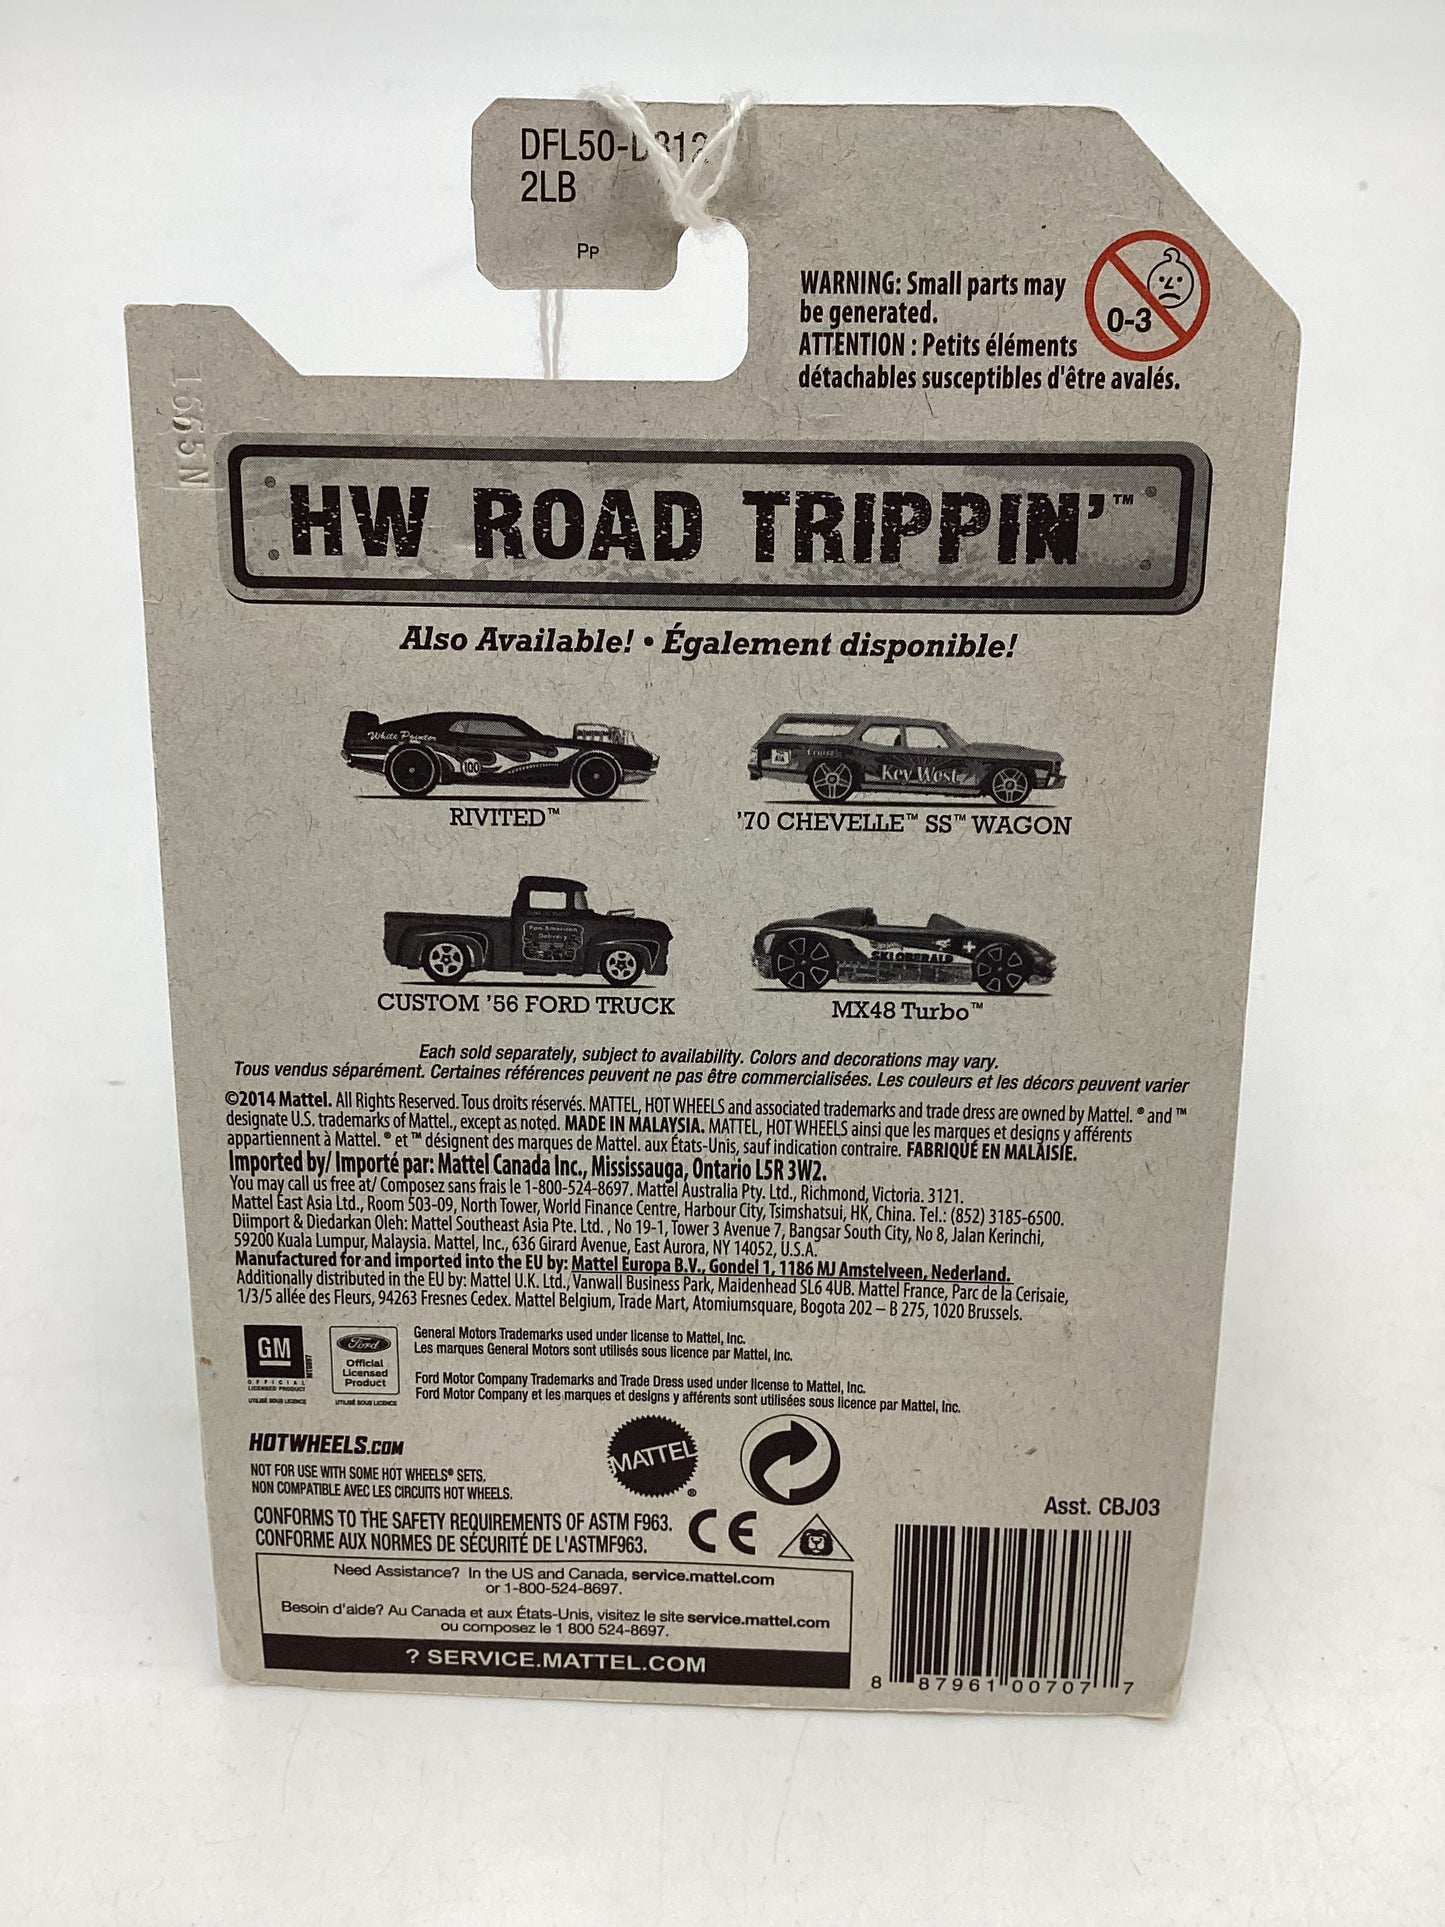 DFL50-
2LB
Pp
WARNING: Small parts may
be generated.
ATTENTION : Petits éléments
détachables susceptibles d'être avalés.
0-3
1665N
HW ROAD TRIPPIN'™
Also Available! • Également disponible!
White Pointer
100
RIVITED™
Key West
'70 CHEVELLE™ SS™ WAGON
Pan-American
Delivery
CUSTOM '56 FORD TRUCK
MX48 Turbo™
Each sold separately, subject to availability. Colors and decorations may vary.
Tous vendus séparément. Certaines références peuvent ne pas être commercialisées. Les couleurs et les décors peuvent varier
©2014 Mattel. All Rights Reserved. Tous droits réservés. MATTEL, HOT WHEELS and associated trademarks and trade dress are owned by Mattel. ® and ™
designate U.S. trademarks of Mattel., except as noted. MADE IN MALAYSIA. MATTEL, HOT WHEELS ainsi que les marques et designs y afférents
appartiennent à Mattel. ® et ™ désignent des marques de Mattel. aux États-Unis, sauf indication contraire. FABRIQUÉ EN MALAISIE.
Imported by/ Importé par: Mattel Canada Inc., Mississauga, Ontario L5R 3W2.
You may call us free at/ Composez sans frais le 1-800-524-8697. Mattel Australia Pty. Ltd., Richmond, Victoria. 3121.
Mattel East Asia Ltd., Room 503-09, North Tower, World Finance Centre, Harbour City, Tsimshatsui, HK, China. Tel.: (852) 3185-6500.
Diimport & Diedarkan Oleh: Mattel Southeast Asia Pte. Ltd. , No 19-1, Tower 3 Avenue 7, Bangsar South City, No 8, Jalan Kerinchi,
59200 Kuala Lumpur, Malaysia. Mattel, Inc., 636 Girard Avenue, East Aurora, NY 14052, U.S.A.
Manufactured for and imported into the EU by: Mattel Europa B.V., Gondel 1, 1186 MJ Amstelveen, Nederland.
Additionally distributed in the EU by: Mattel U.K. Ltd., Vanwall Business Park, Maidenhead SL6 4UB. Mattel France, Parc de la Cerisaie,
1/3/5 allée des Fleurs, 94263 Fresnes Cedex. Mattel Belgium, Trade Mart, Atomiumsquare, Bogota 202 – B 275, 1020 Brussels.
GM
OFFICIAL
LICENSED PRODUCT
UTILISÉ SOUS LICENCE
Ford
Official
Licensed
Product
UTILISÉ SOUS LICENCE
General Motors Trademarks used under license to Mattel, Inc.
Les marques General Motors sont utilisés sous licence par Mattel, Inc.
Ford Motor Company Trademarks and Trade Dress used under license to Mattel, Inc.
Ford Motor Company et les marques et designs y afférents sont utilisées sous licence par Mattel, Inc.
HOTWHEELS.COM
NOT FOR USE WITH SOME HOT WHEELS® SETS.
NON COMPATIBLE AVEC LES CIRCUITS HOT WHEELS.
MATTEL®
CONFORMS TO THE SAFETY REQUIREMENTS OF ASTM F963.
CONFORME AUX NORMES DE SÉCURITÉ DE L'ASTMF963.
CE
Asst. CBJ03
Need Assistance? In the US and Canada, service.mattel.com
or 1-800-524-8697.
Besoin d'aide? Au Canada et aux États-Unis, visitez le site service.mattel.com
ou composez le 1 800 524-8697.
? SERVICE.MATTEL.COM
8 87961 00707 7